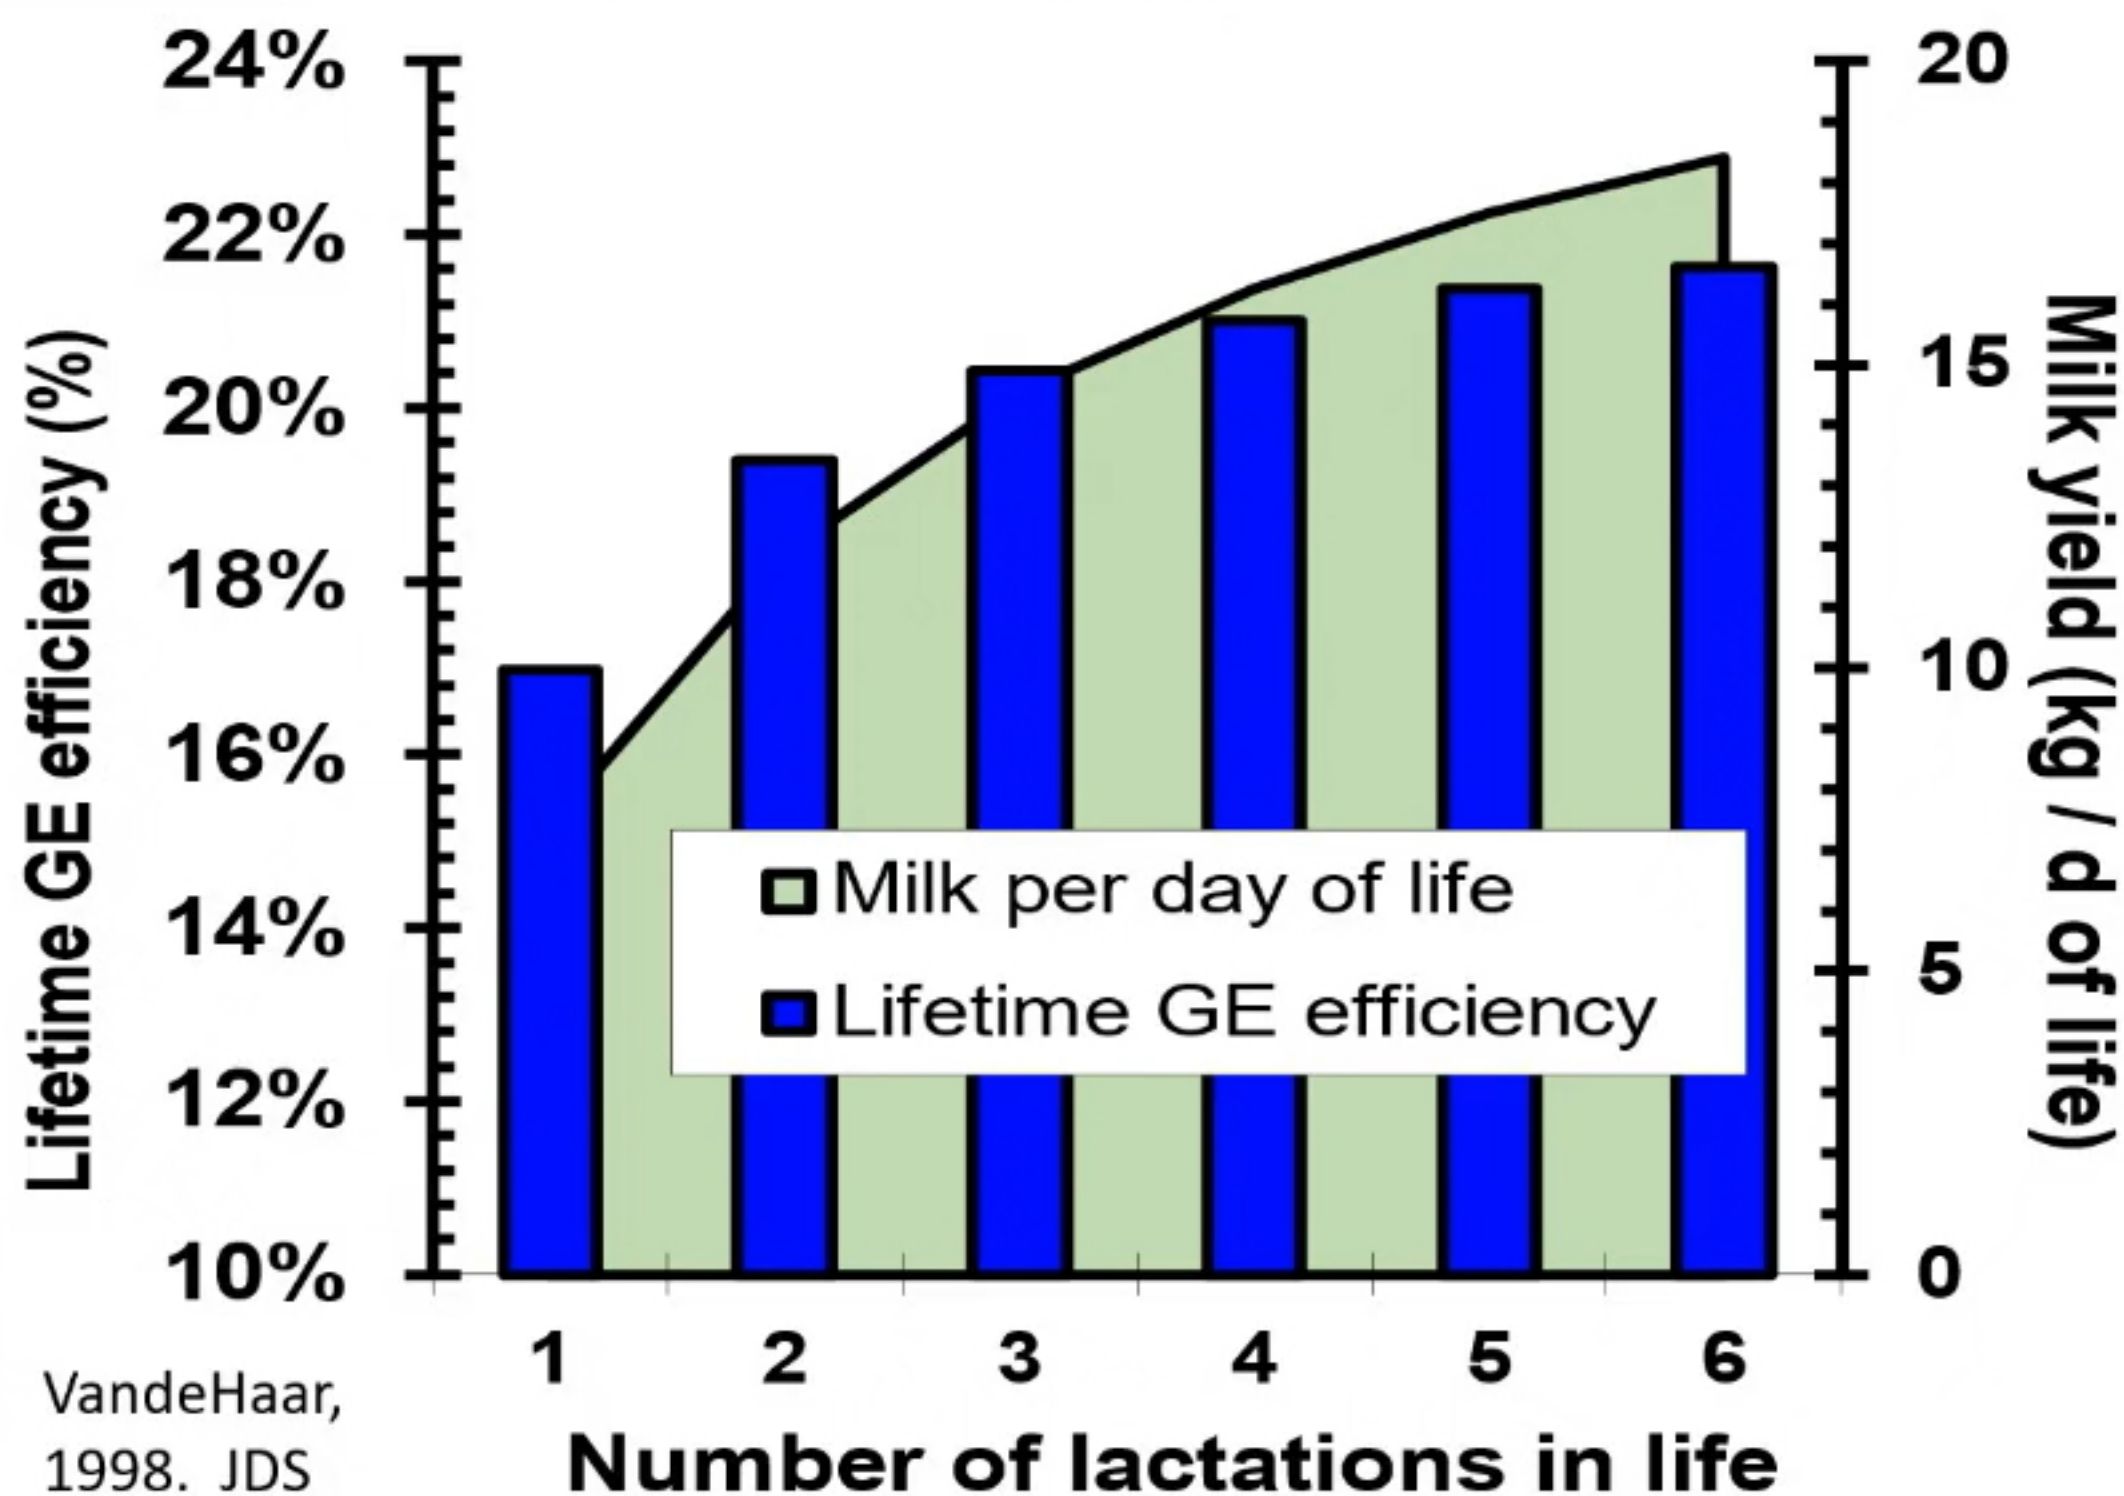 24%
22%
20%
18%
16%
14%
12%
10%
Lifetime GE efficiency (%)
20
15
10
5
0
Milk yield (kg / d of life)
Milk per day of life
Lifetime GE efficiency
1 2 3 4 5 6
Number of lactations in life
VandeHaar,
1998. JDS